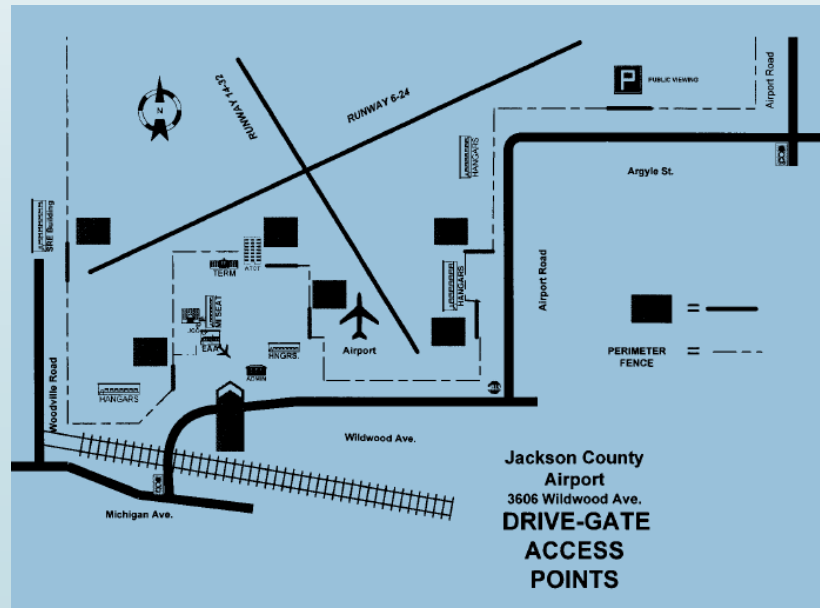 Airport Road
P PUBLIC VIEWING
RUNWAY 14-32
RUNWAY 6-24
N
HANGARS
Argyle St.
SRE Building
ATCT
TERM
HANGARS
MI SEAT
Airport Road
EAA
HNGRS.
Airport
PERIMETER
FENCE
ADMIN
HANGARS
Woodville Road
Wildwood Ave.
Michigan Ave.
Jackson County
Airport
3606 Wildwood Ave.
DRIVE-GATE
ACCESS
POINTS